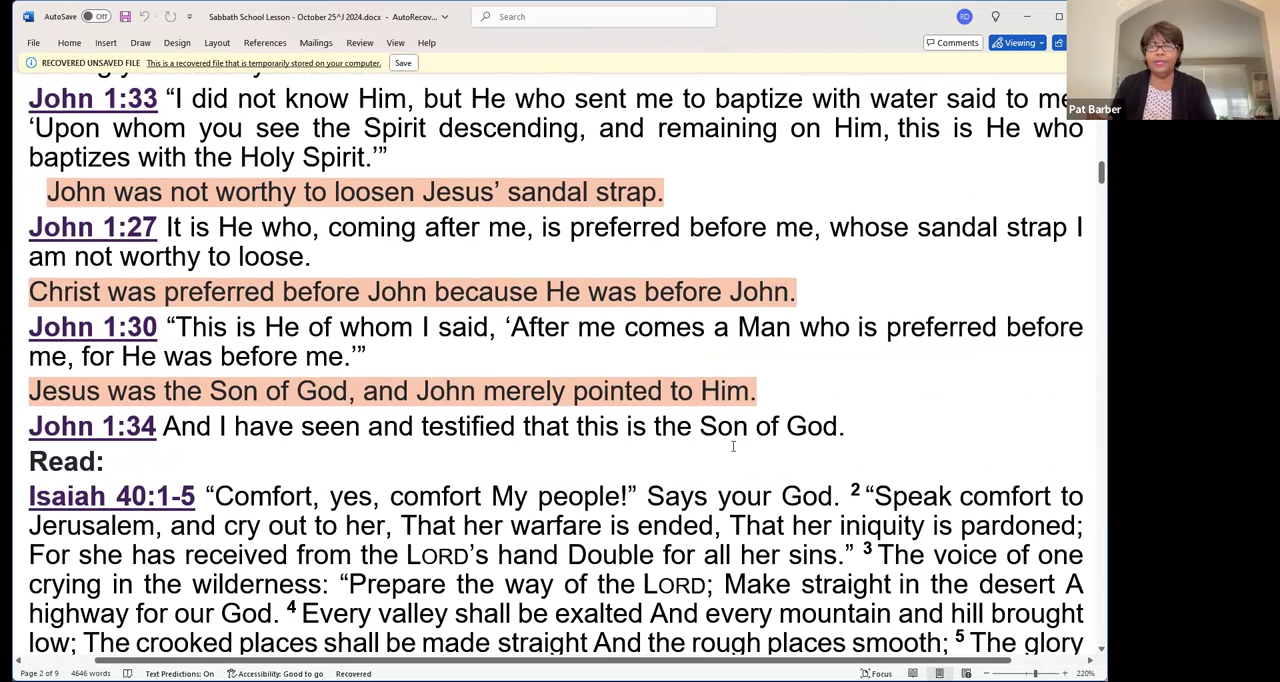 AutoSave Off Sabbath School Lesson - October 25^J 2024.docx - AutoRecov... Search RD
File Home Insert Draw Design Layout References Mailings Review View Help Comments Viewing
RECOVERED UNSAVED FILE This is a recovered file that is temporarily stored on your computer. Save
Pat Barber
John 1:33 “I did not know Him, but He who sent me to baptize with water said to me
‘Upon whom you see the Spirit descending, and remaining on Him, this is He who
baptizes with the Holy Spirit.’”
John was not worthy to loosen Jesus’ sandal strap.
John 1:27 It is He who, coming after me, is preferred before me, whose sandal strap I
am not worthy to loose.
Christ was preferred before John because He was before John.
John 1:30 “This is He of whom I said, ‘After me comes a Man who is preferred before
me, for He was before me.’”
Jesus was the Son of God, and John merely pointed to Him.
John 1:34 And I have seen and testified that this is the Son of God.
Read:
Isaiah 40:1-5 “Comfort, yes, comfort My people!” Says your God. 2 “Speak comfort to
Jerusalem, and cry out to her, That her warfare is ended, That her iniquity is pardoned;
For she has received from the LORD’s hand Double for all her sins.” 3 The voice of one
crying in the wilderness: “Prepare the way of the LORD; Make straight in the desert A
highway for our God. 4 Every valley shall be exalted And every mountain and hill brought
low; The crooked places shall be made straight And the rough places smooth; 5 The glory
Page 2 of 9 4646 words Text Predictions: On Accessibility: Good to go Recovered Focus 220%